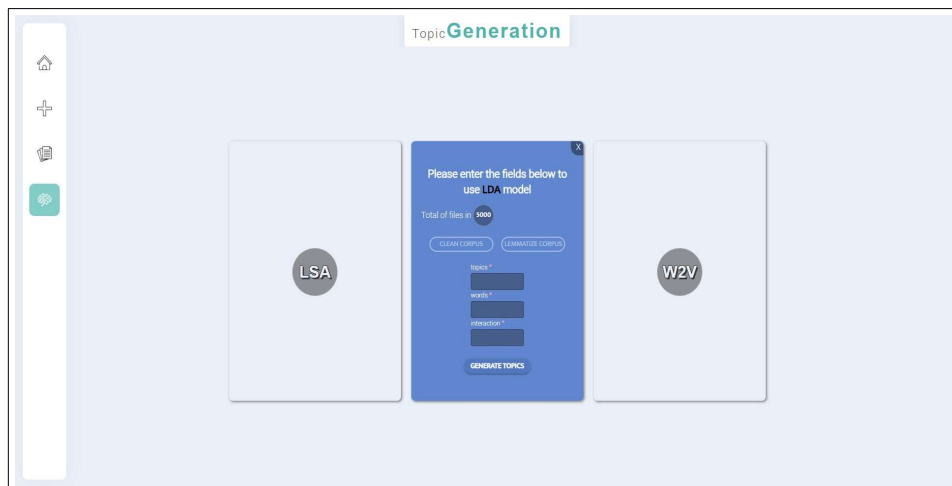 TopicGeneration
X
Please enter the fields below to
use LDA model
Total of files in 5000
CLEAN CORPUS LEMMATIZE CORPUS
topics *
words *
interaction *
GENERATE TOPICS
LSA
W2V